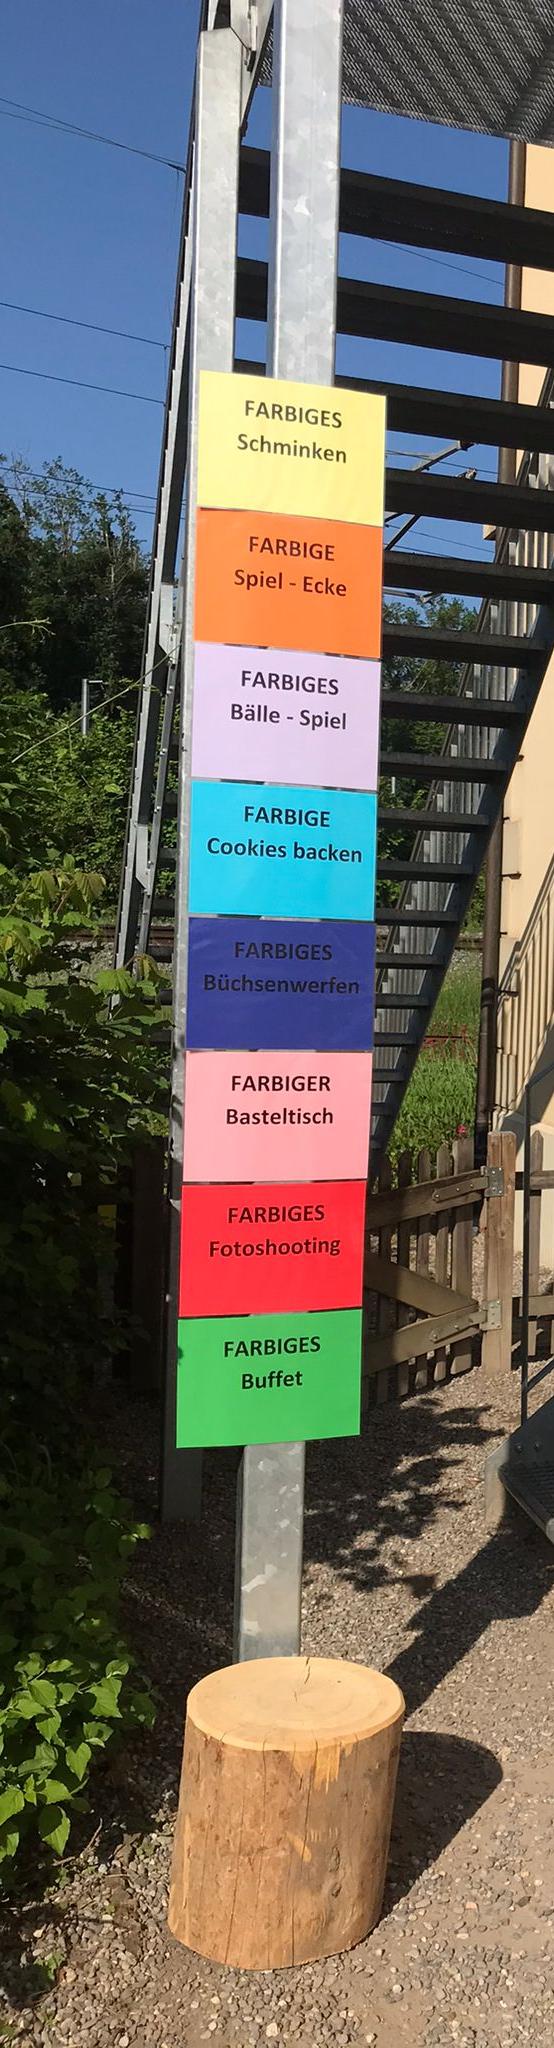 FARBIGES
Schminken
FARBIGE
Spiel - Ecke
FARBIGES
Bälle - Spiel
FARBIGE
Cookies backen
FARBIGES
Büchsenwerfen
FARBIGER
Basteltisch
FARBIGES
Fotoshooting
FARBIGES
Buffet